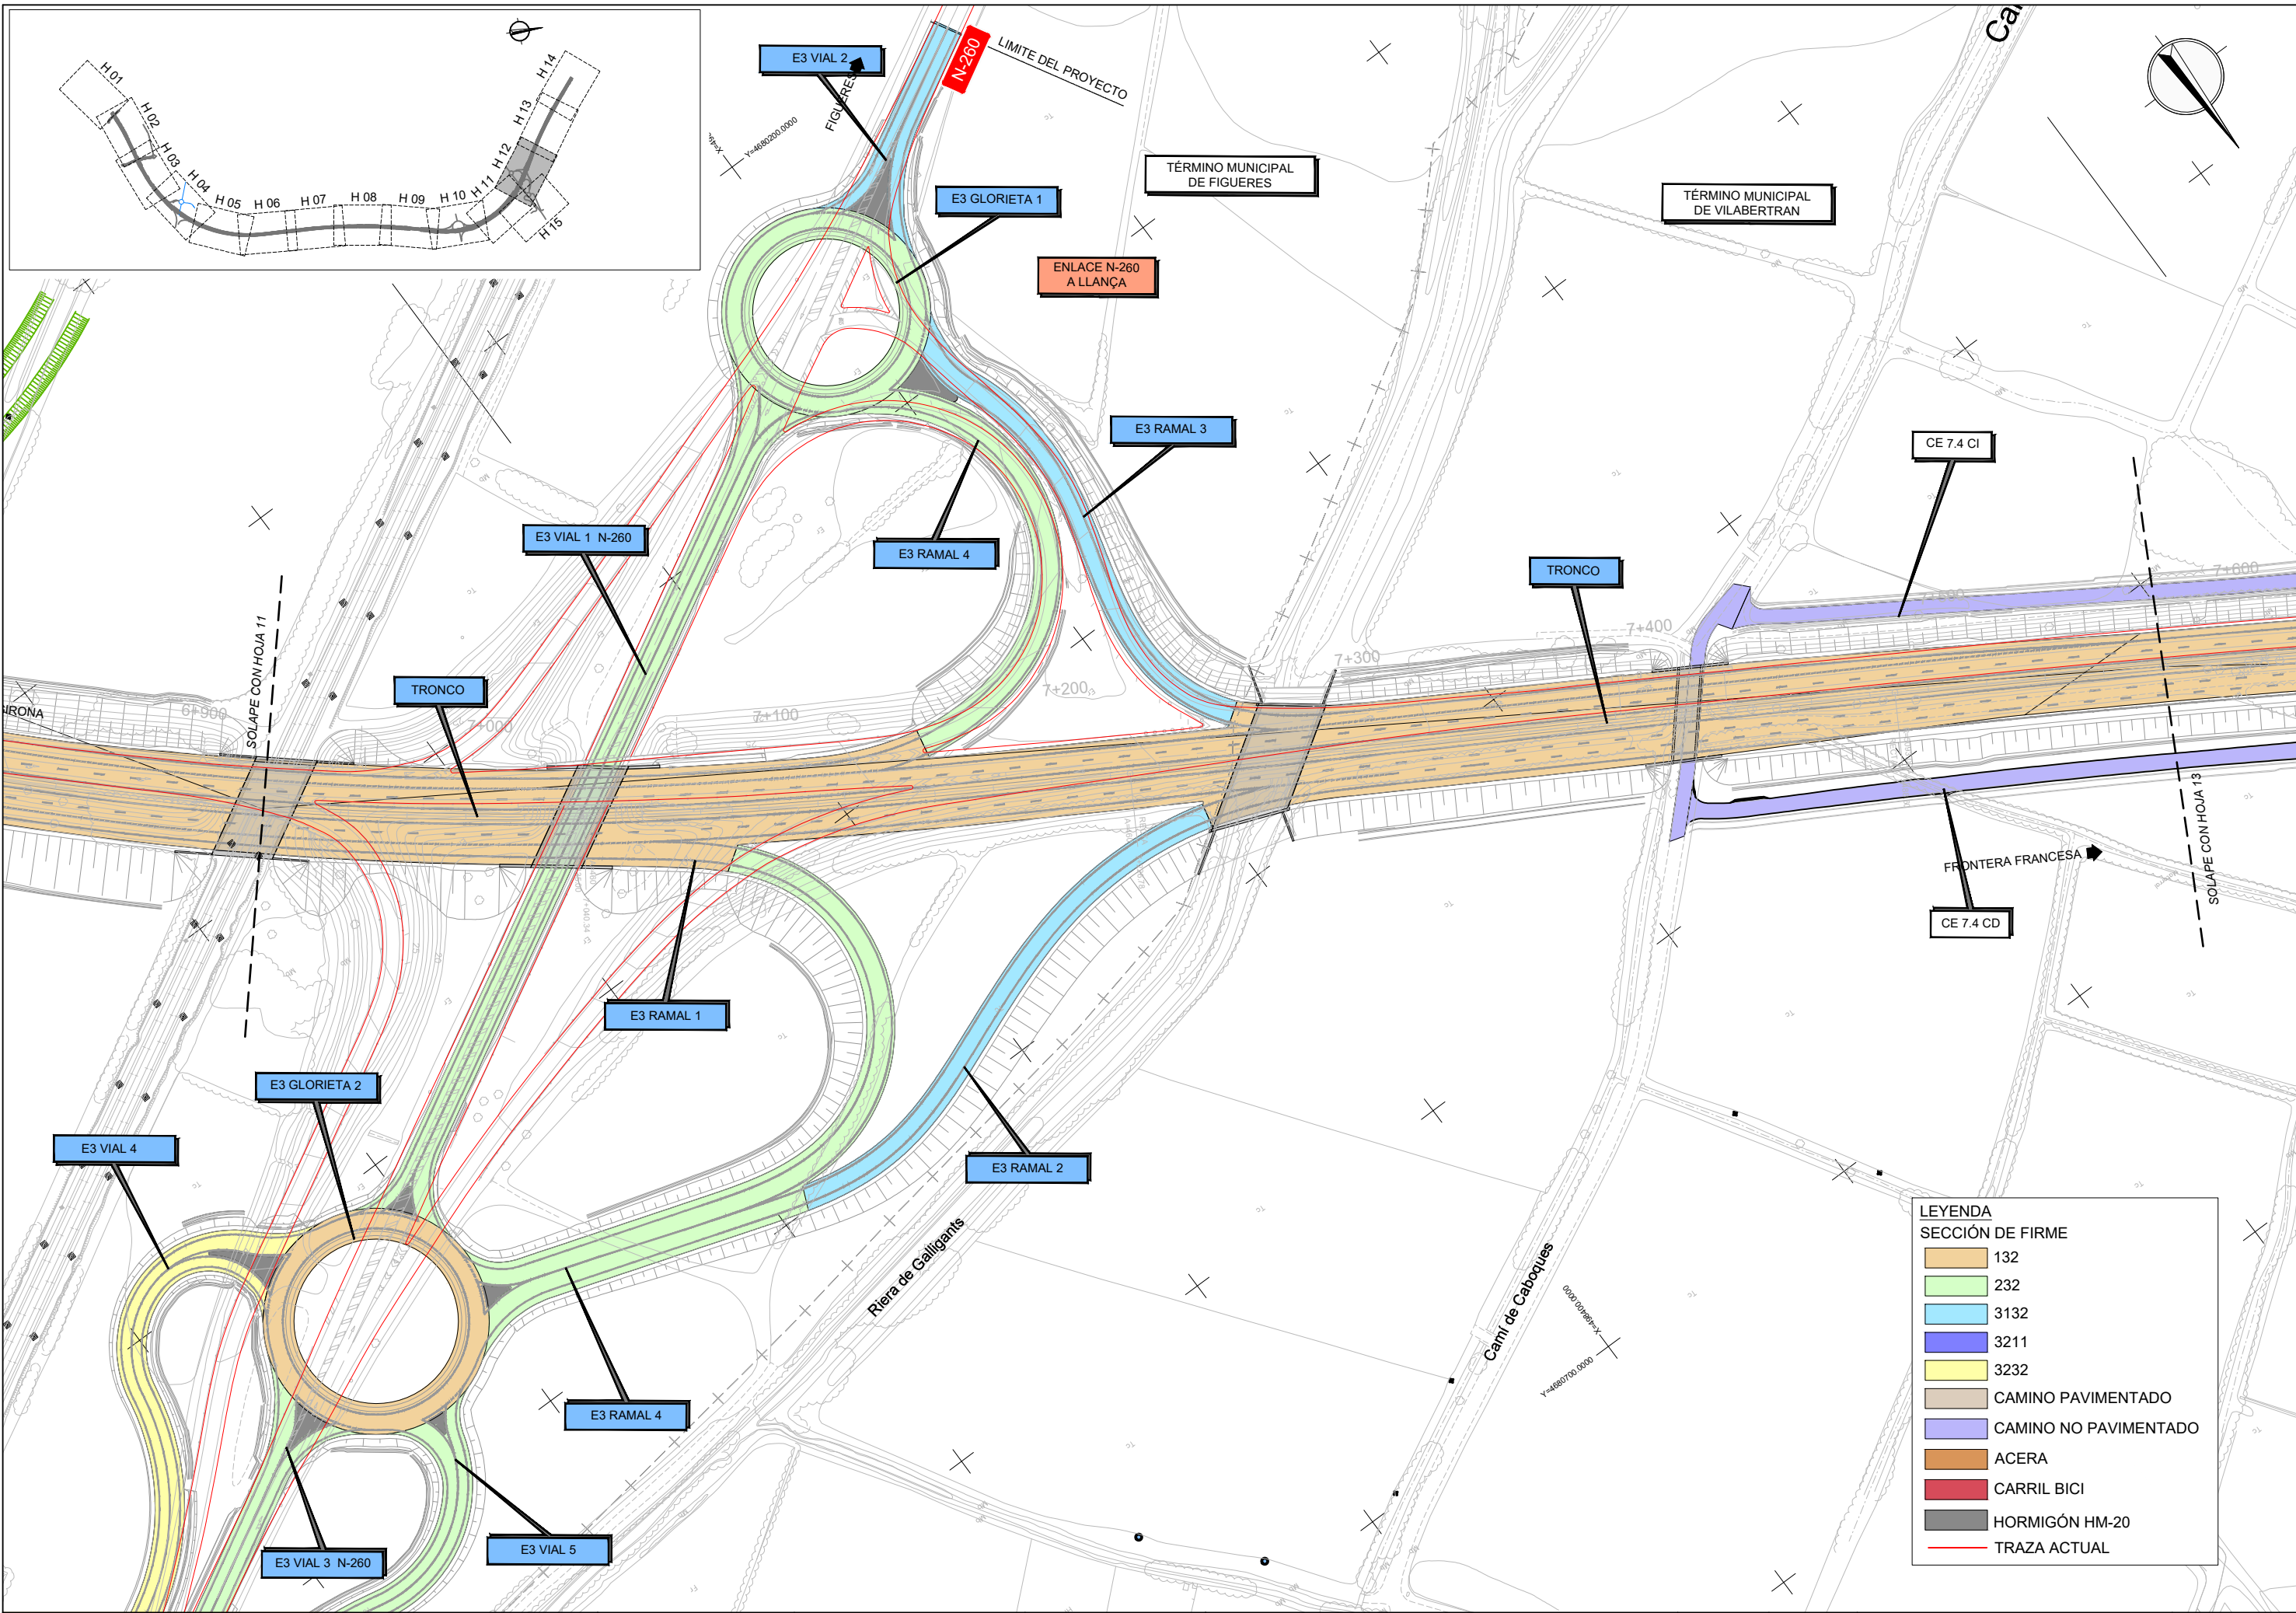 H 01
H 02
H 03
H 04
H 05
H 06
H 07
H 08
H 09
H 10
H 11
H 12
H 13
H 14
H 15
E3 VIAL 2
FIGUERES
N-260
LIMITE DEL PROYECTO
Y=4680200.0000
TÉRMINO MUNICIPAL
DE FIGUERES
TÉRMINO MUNICIPAL
DE VILABERTRAN
E3 GLORIETA 1
ENLACE N-260
A LLANÇA
E3 RAMAL 3
CE 7.4 CI
E3 VIAL 1 N-260
E3 RAMAL 4
TRONCO
TRONCO
SOLAPE CON HOJA 11
6+900
7+000
7+100
7+200
7+300
7+400
7+600
FRONTERA FRANCESA
SOLAPE CON HOJA 13
CE 7.4 CD
E3 RAMAL 1
E3 GLORIETA 2
E3 VIAL 4
E3 RAMAL 2
Riera de Galligants
Camí de Caboques
X=498400.0000
Y=4680700.0000
E3 RAMAL 4
E3 VIAL 5
E3 VIAL 3 N-260
LEYENDA
SECCIÓN DE FIRME
132
232
3132
3211
3232
CAMINO PAVIMENTADO
CAMINO NO PAVIMENTADO
ACERA
CARRIL BICI
HORMIGÓN HM-20
TRAZA ACTUAL